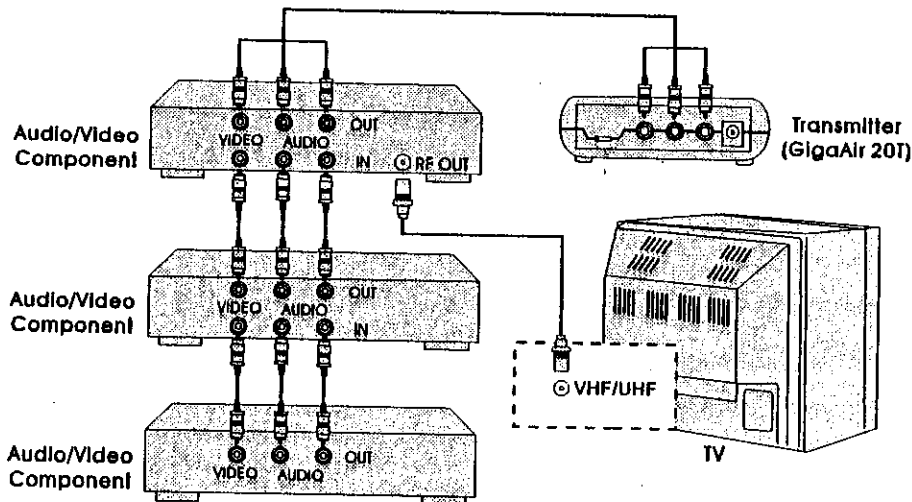 Audio/Video
Component
VIDEO
AUDIO
OUT
IN
RF OUT
Transmitter
(GigaAir 20T)
Audio/Video
Component
VIDEO
AUDIO
OUT
IN
VHF/UHF
TV
Audio/Video
Component
VIDEO
AUDIO
OUT